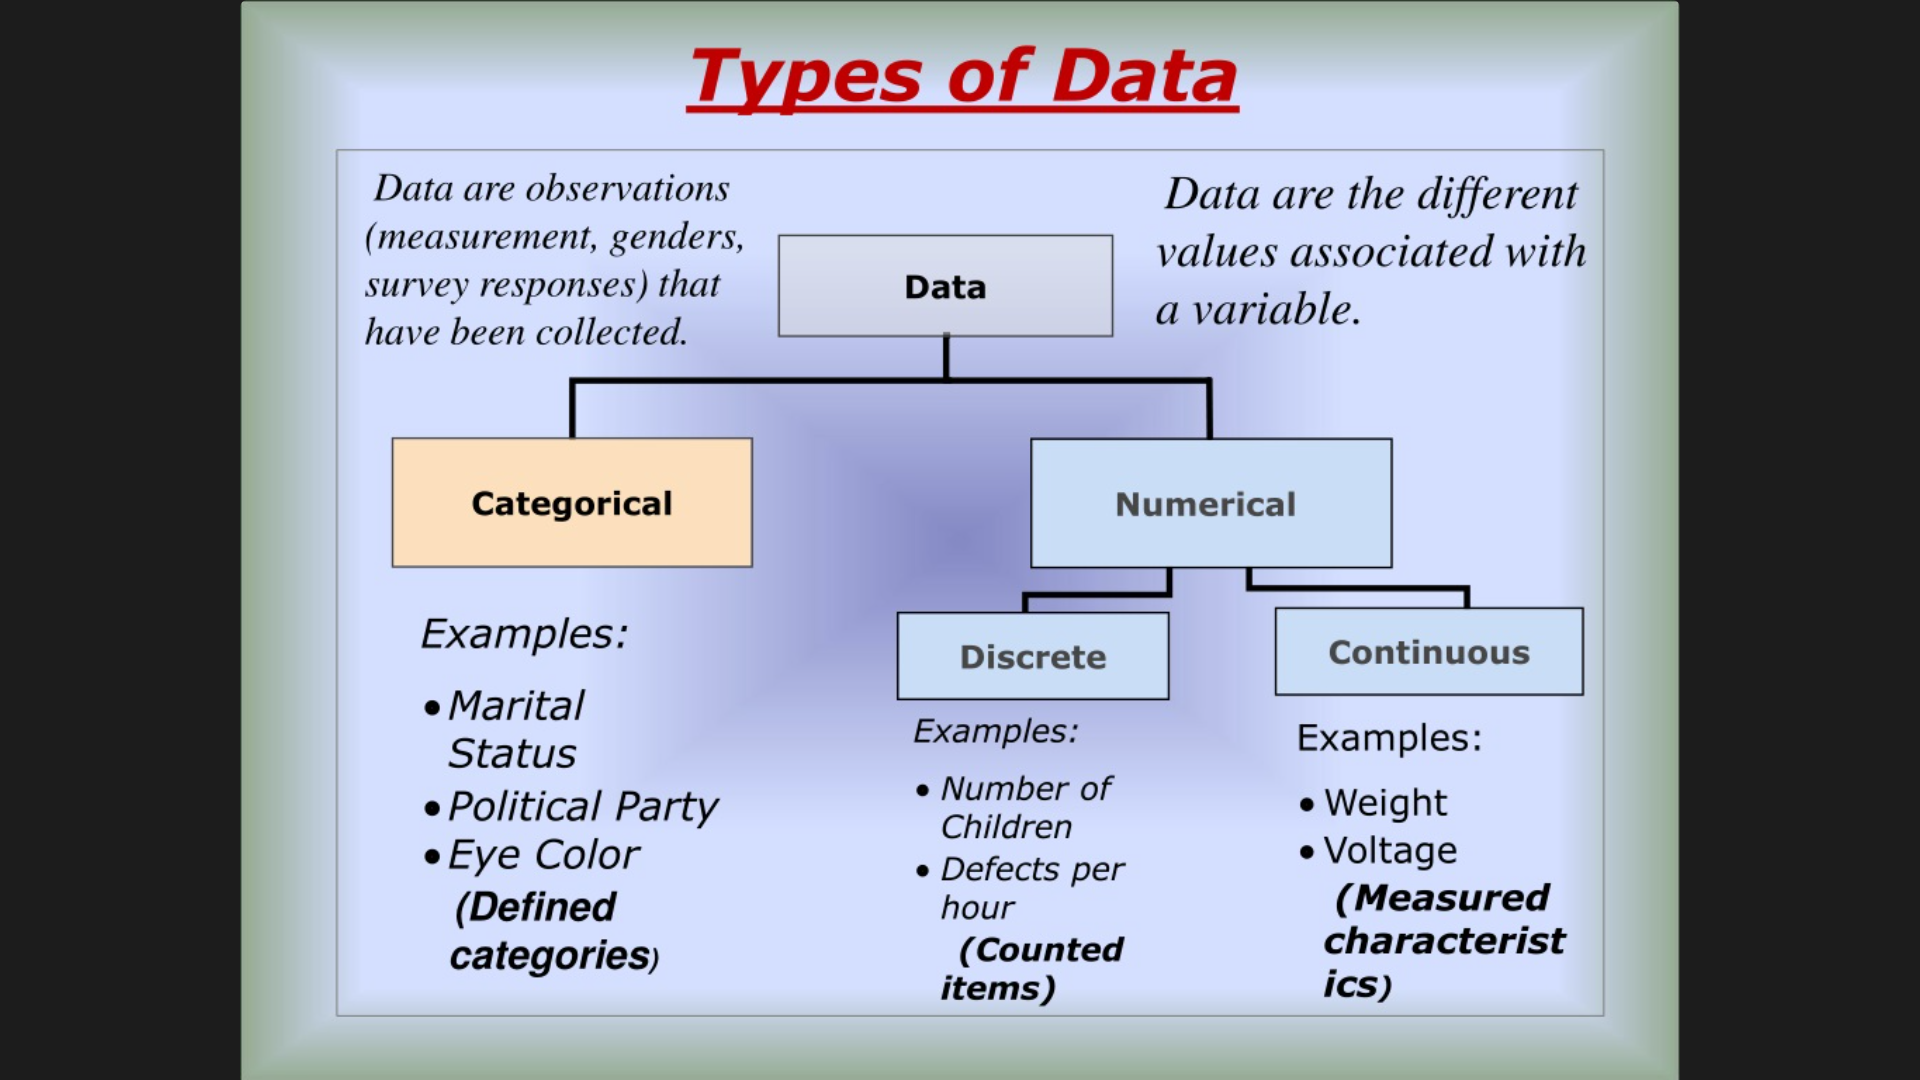 Types of Data
Data are observations
(measurement, genders,
survey responses) that
have been collected.
Data are the different
values associated with
a variable.
Data
Categorical
Numerical
Examples:
• Marital
Status
• Political Party
• Eye Color
(Defined
categories)
Discrete
Examples:
• Number of
Children
• Defects per
hour
(Counted
items)
Continuous
Examples:
• Weight
• Voltage
(Measured
characterist
ics)